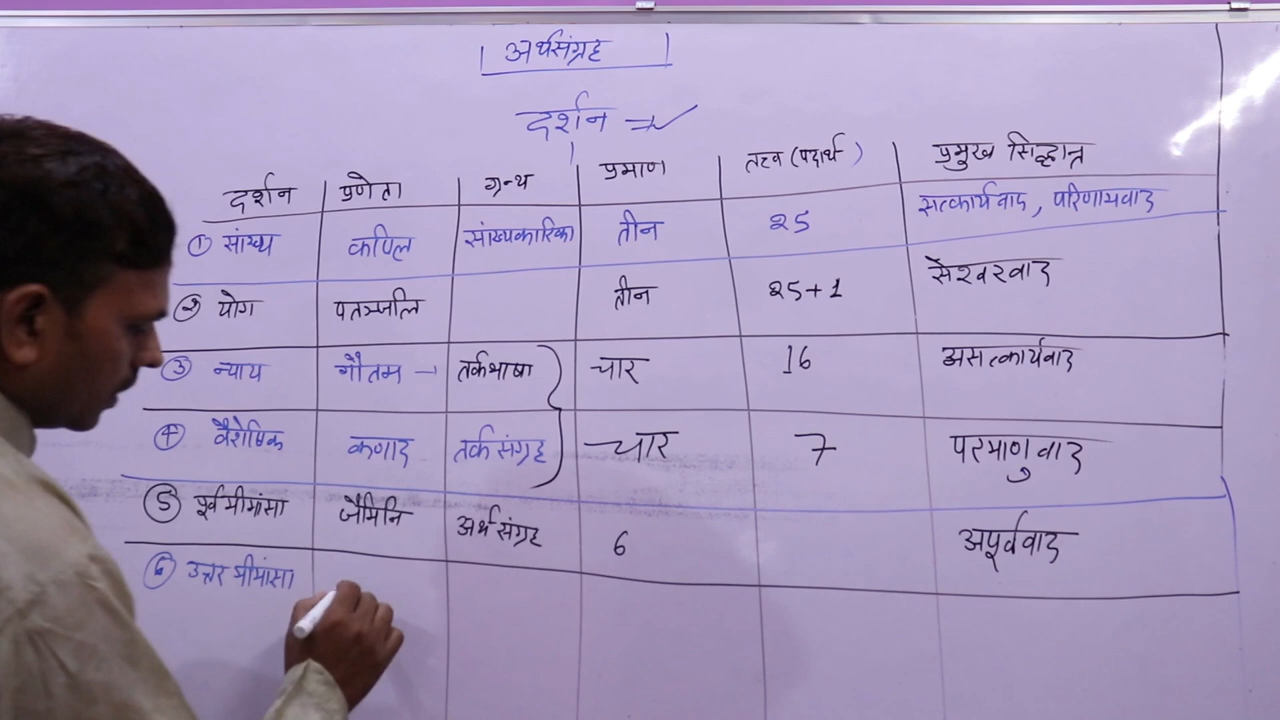 अर्थसंग्रह
दर्शन
दर्शन प्रणेता ग्रन्थ प्रमाण तत्त्व (पदार्थ) प्रमुख सिद्धान्त
① सांख्य कपिल सांख्यकारिका तीन २5 सत्कार्यवाद, परिणामवाद
② योग पतञ्जलि तीन २5+1 सेश्वरवाद
③ न्याय गौतम → तर्कभाषा चार 16 असत्कार्यवाद
④ वैशेषिक कणाद तर्कसंग्रह चार 7 परमाणुवाद
⑤ पूर्वमीमांसा जैमिनि अर्थसंग्रह 6 अपूर्ववाद
⑥ उत्तर मीमांसा